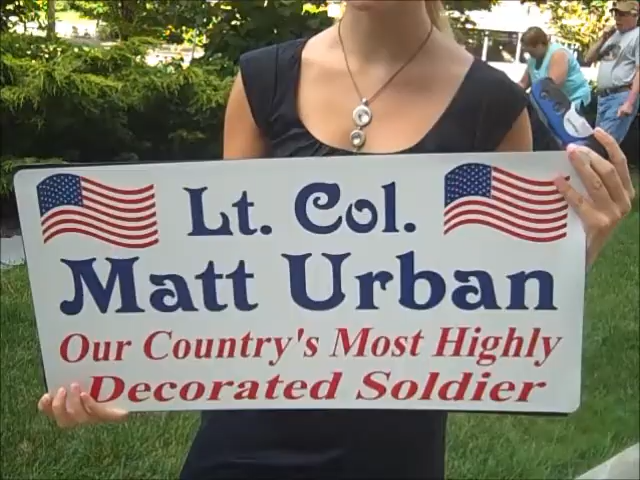 Lt. Col.
Matt Urban
Our Country's Most Highly
Decorated Soldier